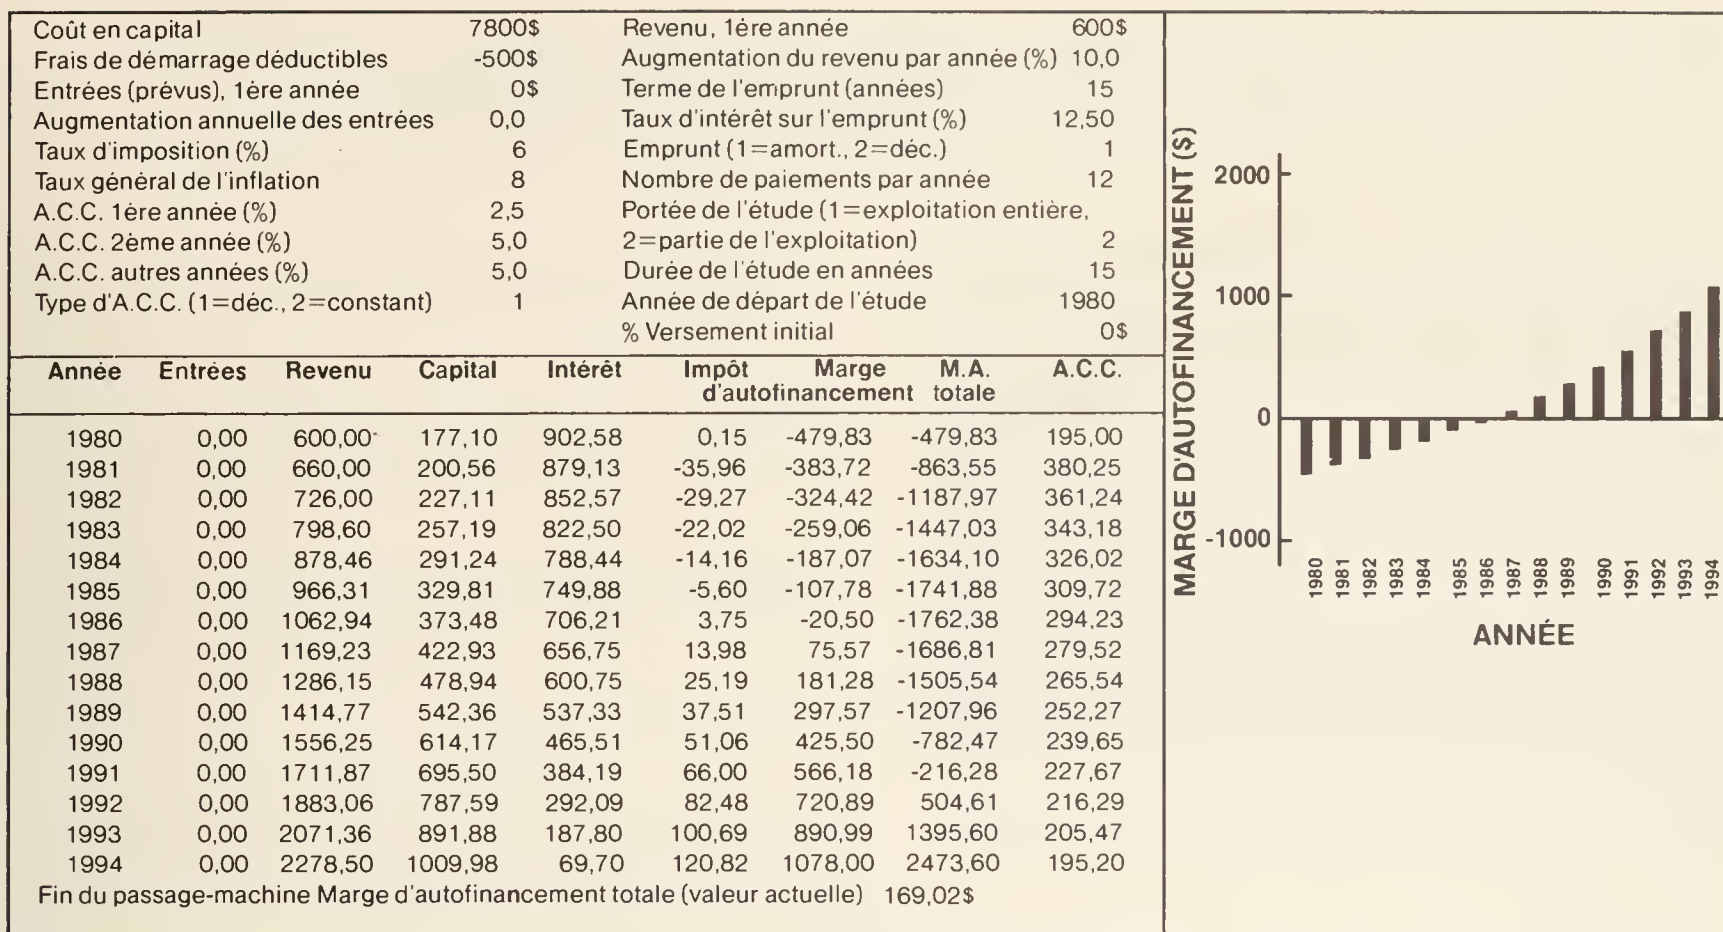 Coût en capital 7800$ Revenu, 1ère année 600$
Frais de démarrage déductibles -500$ Augmentation du revenu par année (%) 10,0
Entrées (prévus), 1ère année 0$ Terme de l'emprunt (années) 15
Augmentation annuelle des entrées 0,0 Taux d'intérêt sur l'emprunt (%) 12,50
Taux d'imposition (%) 6 Emprunt (1=amort., 2=déc.) 1
Taux général de l'inflation 8 Nombre de paiements par année 12
A.C.C. 1ère année (%) 2,5 Portée de l'étude (1=exploitation entière,
A.C.C. 2ème année (%) 5,0 2=partie de l'exploitation) 2
A.C.C. autres années (%) 5,0 Durée de l'étude en années 15
Type d'A.C.C. (1=déc., 2=constant) 1 Année de départ de l'étude 1980
% Versement initial 0$
Année Entrées Revenu Capital Intérêt Impôt Marge M.A. A.C.C.
d'autofinancement totale
1980 0,00 600,00 177,10 902,58 0,15 -479,83 -479,83 195,00
1981 0,00 660,00 200,56 879,13 -35,96 -383,72 -863,55 380,25
1982 0,00 726,00 227,11 852,57 -29,27 -324,42 -1187,97 361,24
1983 0,00 798,60 257,19 822,50 -22,02 -259,06 -1447,03 343,18
1984 0,00 878,46 291,24 788,44 -14,16 -187,07 -1634,10 326,02
1985 0,00 966,31 329,81 749,88 -5,60 -107,78 -1741,88 309,72
1986 0,00 1062,94 373,48 706,21 3,75 -20,50 -1762,38 294,23
1987 0,00 1169,23 422,93 656,75 13,98 75,57 -1686,81 279,52
1988 0,00 1286,15 478,94 600,75 25,19 181,28 -1505,54 265,54
1989 0,00 1414,77 542,36 537,33 37,51 297,57 -1207,96 252,27
1990 0,00 1556,25 614,17 465,51 51,06 425,50 -782,47 239,65
1991 0,00 1711,87 695,50 384,19 66,00 566,18 -216,28 227,67
1992 0,00 1883,06 787,59 292,09 82,48 720,89 504,61 216,29
1993 0,00 2071,36 891,88 187,80 100,69 890,99 1395,60 205,47
1994 0,00 2278,50 1009,98 69,70 120,82 1078,00 2473,60 195,20
Fin du passage-machine Marge d'autofinancement totale (valeur actuelle) 169,02$
MARGE D'AUTOFINANCEMENT ($)
2000
1000
0
-1000
1980 1981 1982 1983 1984 1985 1986 1987 1988 1989 1990 1991 1992 1993 1994
ANNÉE